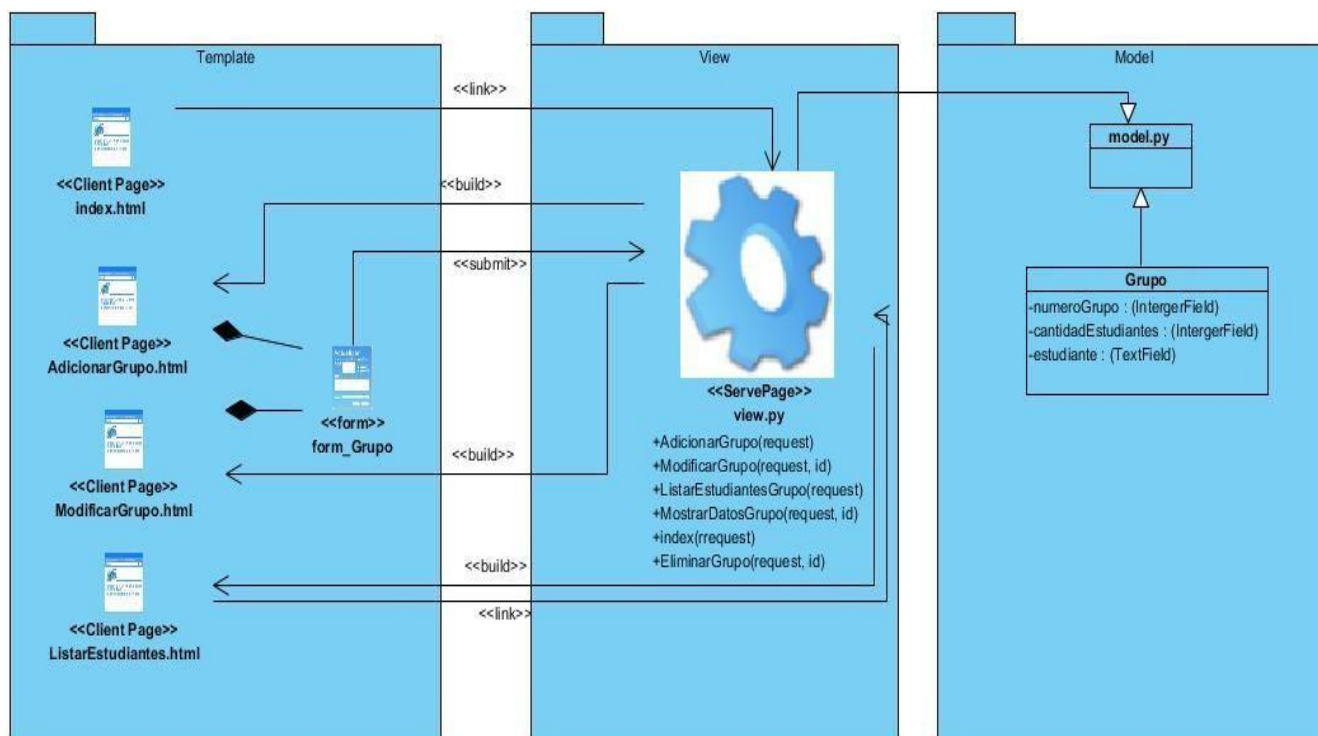 Template
<<Client Page>>
index.html
<<Client Page>>
AdicionarGrupo.html
<<form>>
form_Grupo
<<Client Page>>
ModificarGrupo.html
<<Client Page>>
ListarEstudiantes.html
<<link>>
<<build>>
<<submit>>
<<build>>
<<build>>
<<link>>
View
<<ServePage>>
view.py
+AdicionarGrupo(request)
+ModificarGrupo(request, id)
+ListarEstudiantesGrupo(request)
+MostrarDatosGrupo(request, id)
+index(rrequest)
+EliminarGrupo(request, id)
Model
model.py
Grupo
-numeroGrupo : (IntergerField)
-cantidadEstudiantes : (IntergerField)
-estudiante : (TextField)